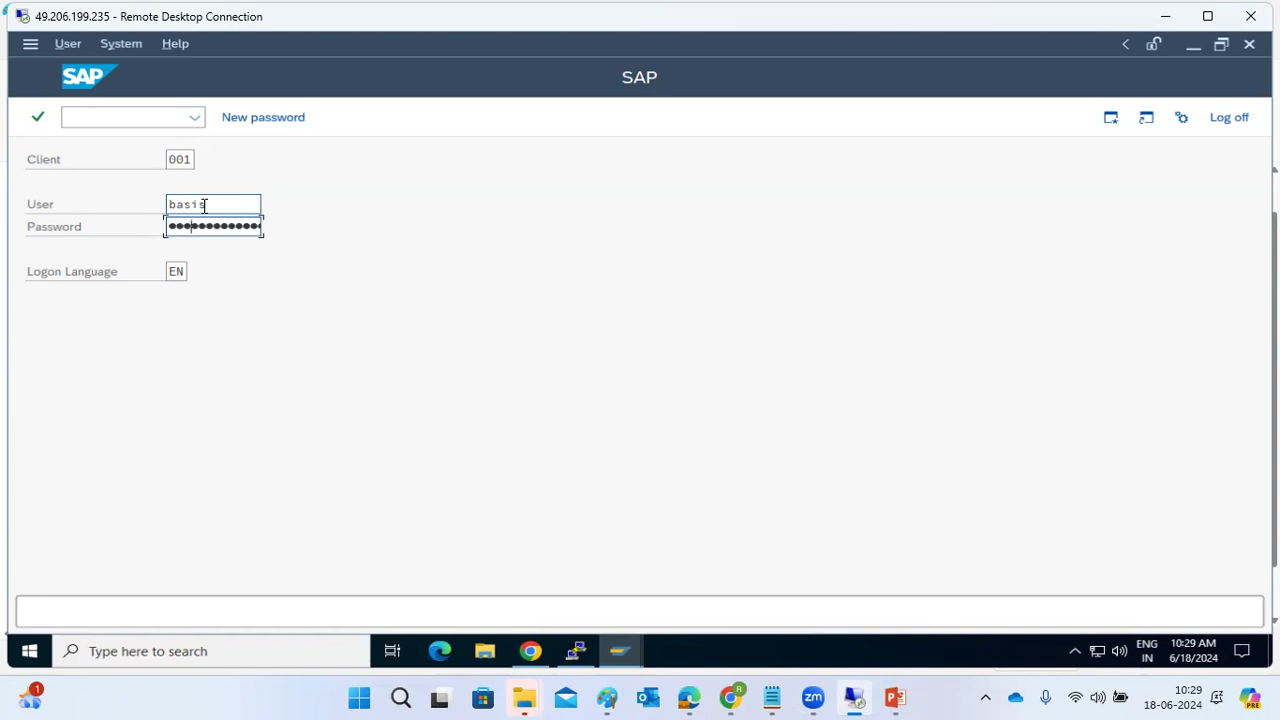 49.206.199.235 - Remote Desktop Connection
User System Help
SAP SAP
New password Log off
Client 001
User basis
Password
Logon Language EN
Type here to search
ENG
IN
10:29 AM
6/18/2024
1
R
PRE
10:29
18-06-2024